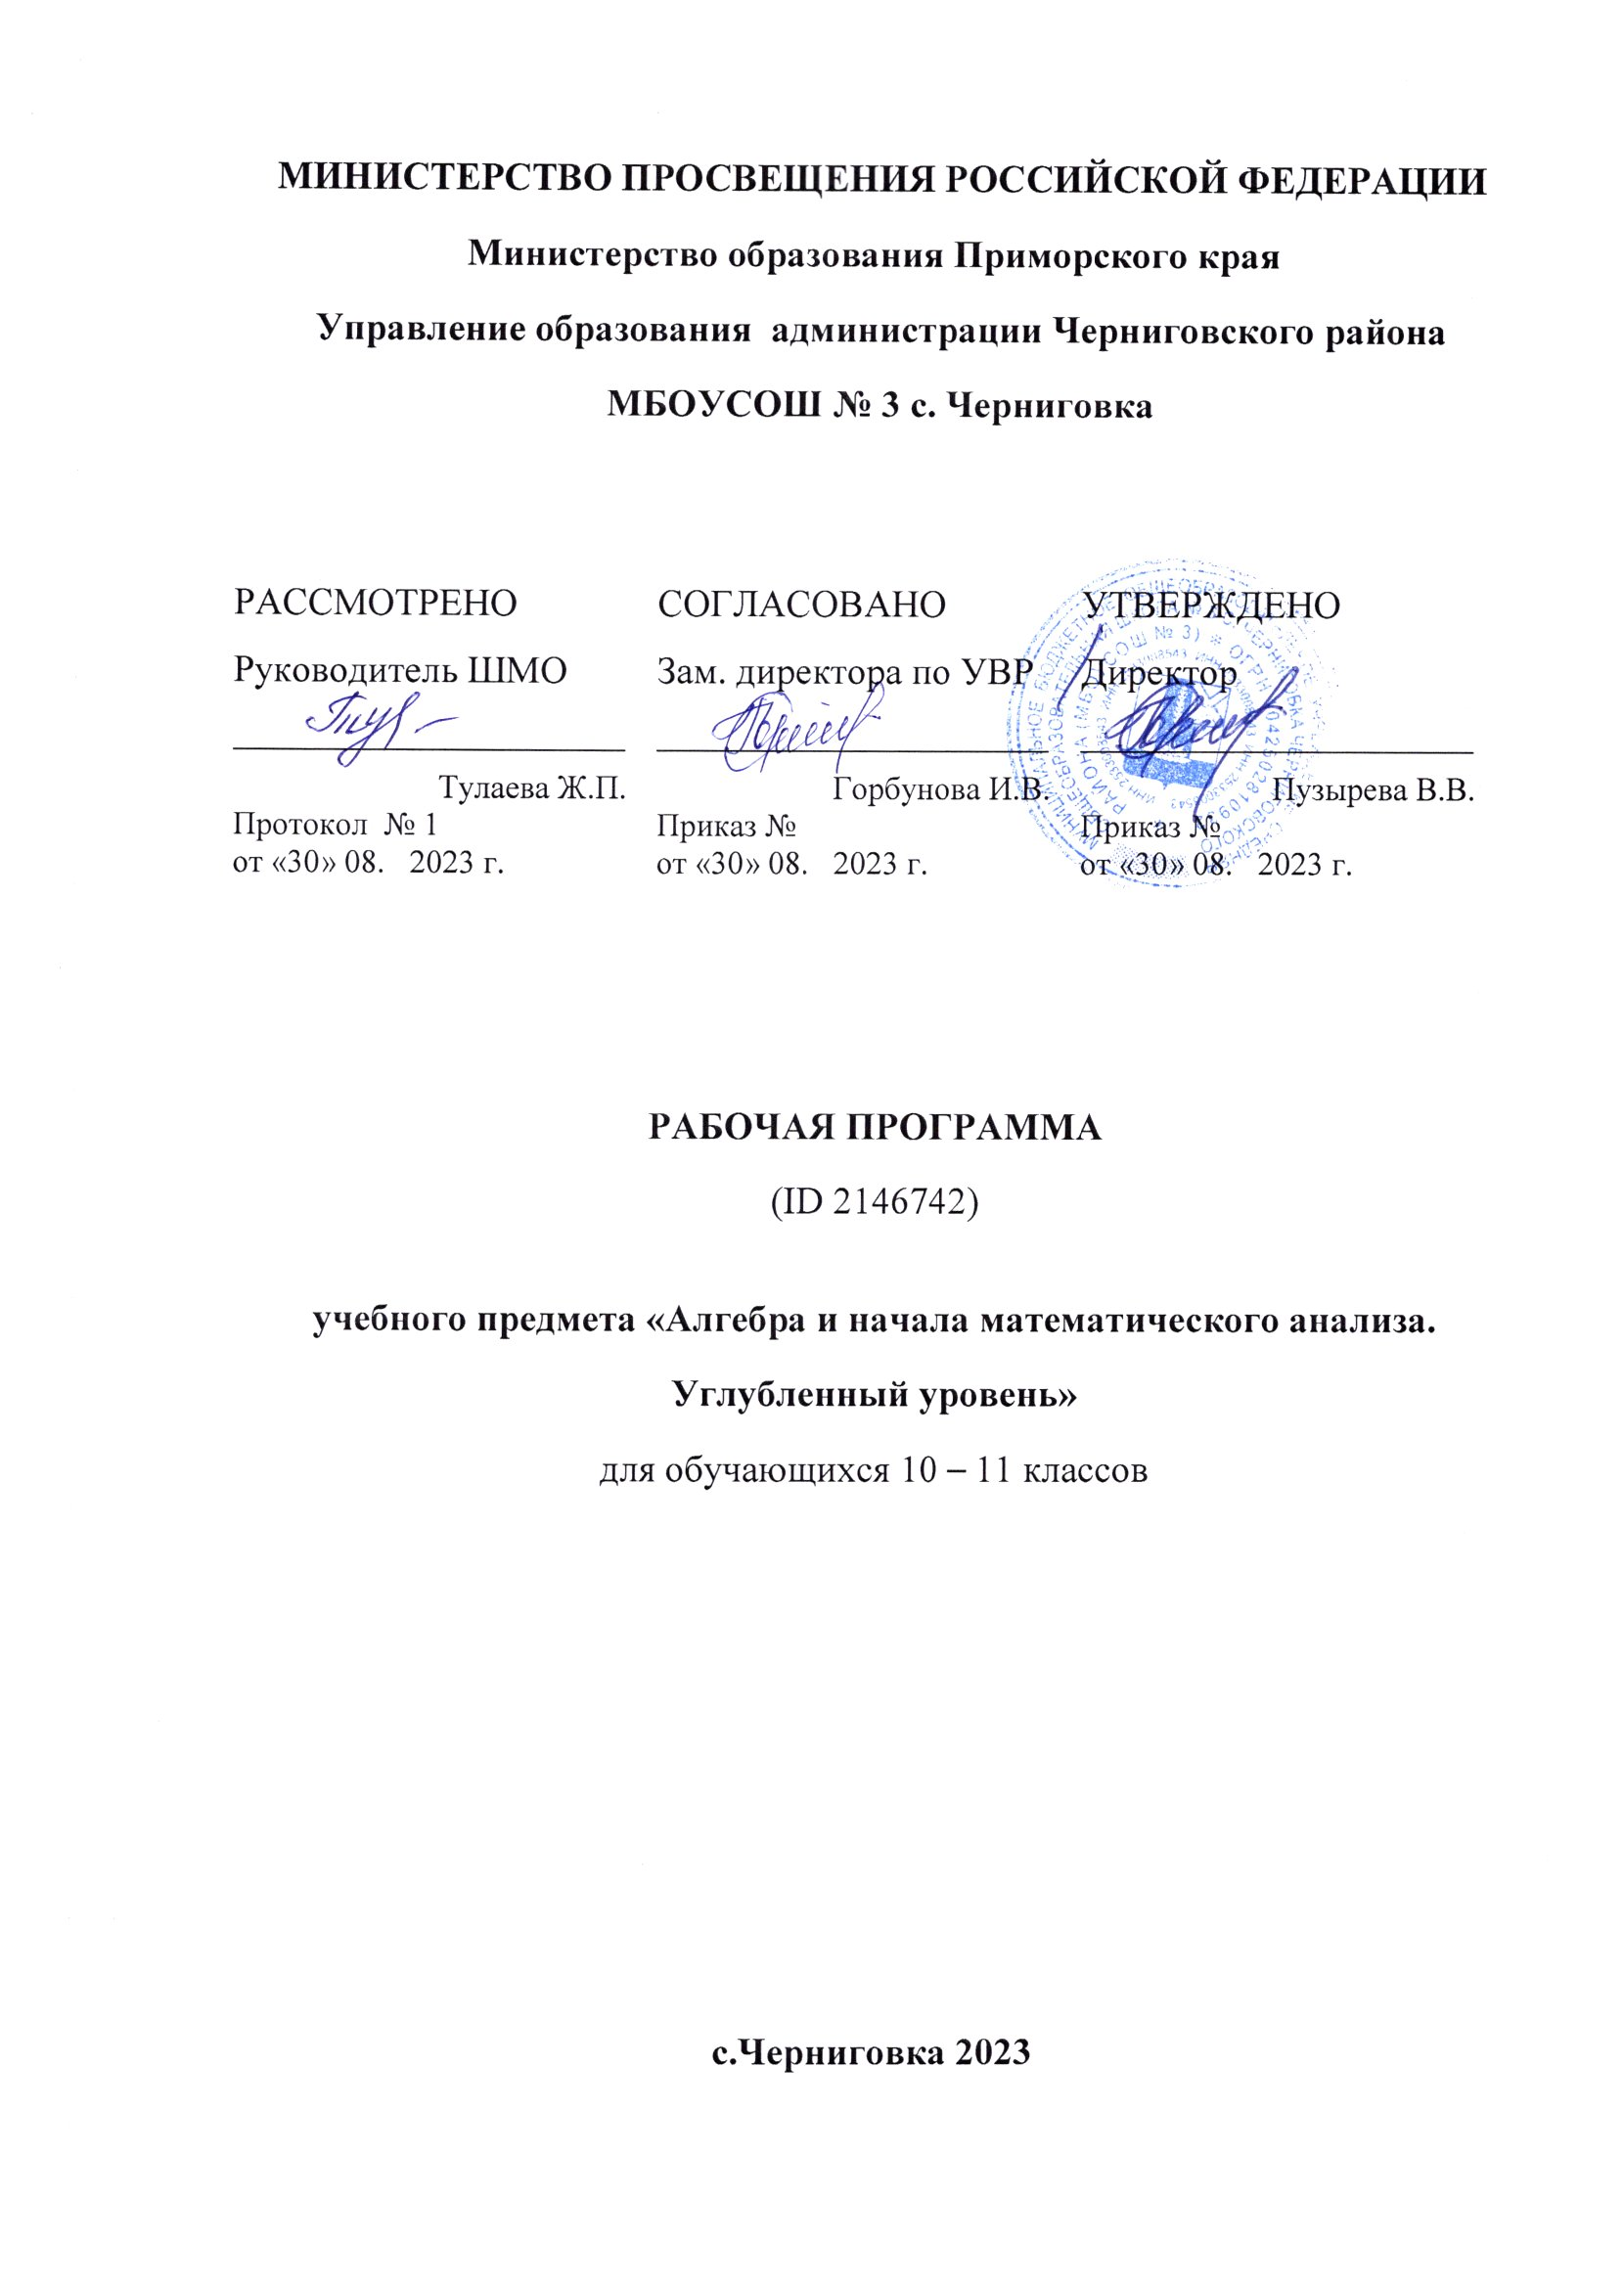 МИНИСТЕРСТВО ПРОСВЕЩЕНИЯ РОССИЙСКОЙ ФЕДЕРАЦИИ
Министерство образования Приморского края
Управление образования  администрации Черниговского района
МБОУСОШ № 3 с. Черниговка
РАССМОТРЕНО
Руководитель ШМО
Тулаева Ж.П.
Протокол  № 1
от «30» 08.   2023 г.
СОГЛАСОВАНО
Зам. директора по УВР
Горбунова И.В.
Приказ №
от «30» 08.   2023 г.
УТВЕРЖДЕНО
Директор
Пузырева В.В.
Приказ №
от «30» 08.   2023 г.
РАБОЧАЯ ПРОГРАММА
(ID 2146742)
учебного предмета «Алгебра и начала математического анализа.
Углубленный уровень»
для обучающихся 10 – 11 классов
с.Черниговка 2023